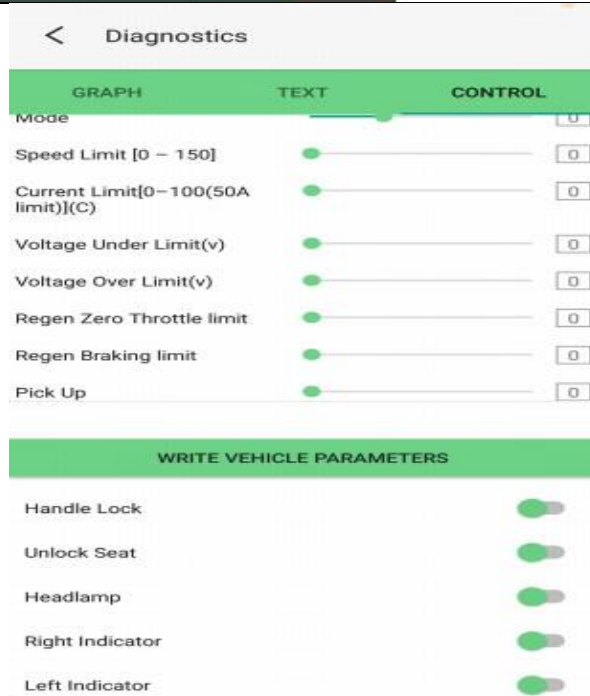 Diagnostics
GRAPH TEXT CONTROL
Mode 0
Speed Limit [0 – 150] 0
Current Limit[0–100(50A
limit)](C) 0
Voltage Under Limit(v) 0
Voltage Over Limit(v) 0
Regen Zero Throttle limit 0
Regen Braking limit 0
Pick Up 0
WRITE VEHICLE PARAMETERS
Handle Lock
Unlock Seat
Headlamp
Right Indicator
Left Indicator